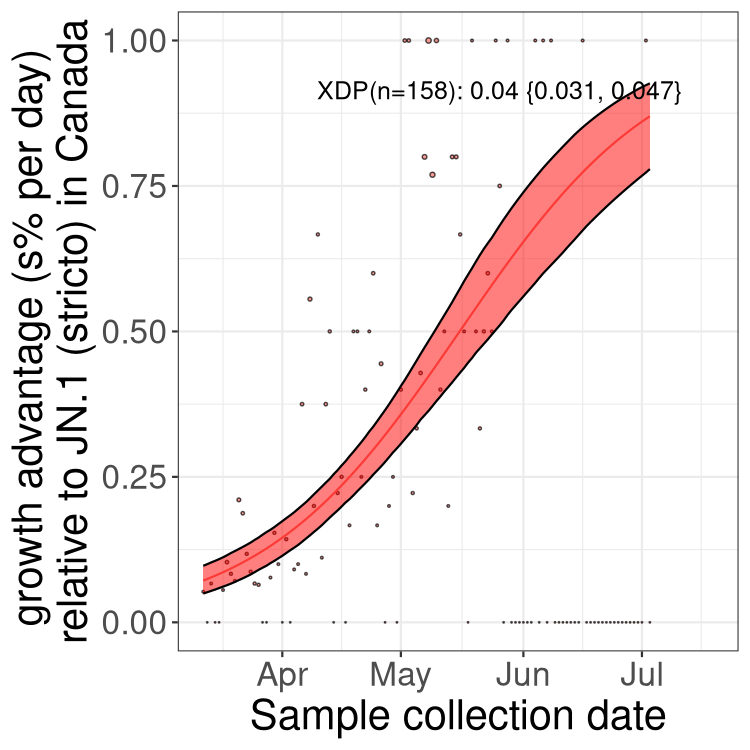 growth advantage (s% per day)
relative to JN.1 (stricto) in Canada
1.00
0.75
0.50
0.25
0.00
XDP(n=158): 0.04 {0.031, 0.047}
Apr May Jun Jul
Sample collection date